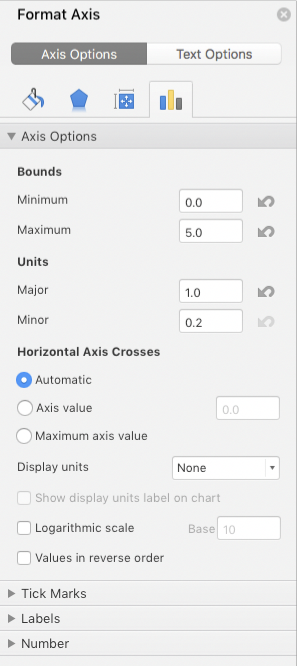 Format Axis
Axis Options Text Options
Axis Options
Bounds
Minimum 0.0
Maximum 5.0
Units
Major 1.0
Minor 0.2
Horizontal Axis Crosses
Automatic
Axis value 0.0
Maximum axis value
Display units None
Show display units label on chart
Logarithmic scale Base 10
Values in reverse order
Tick Marks
Labels
Number